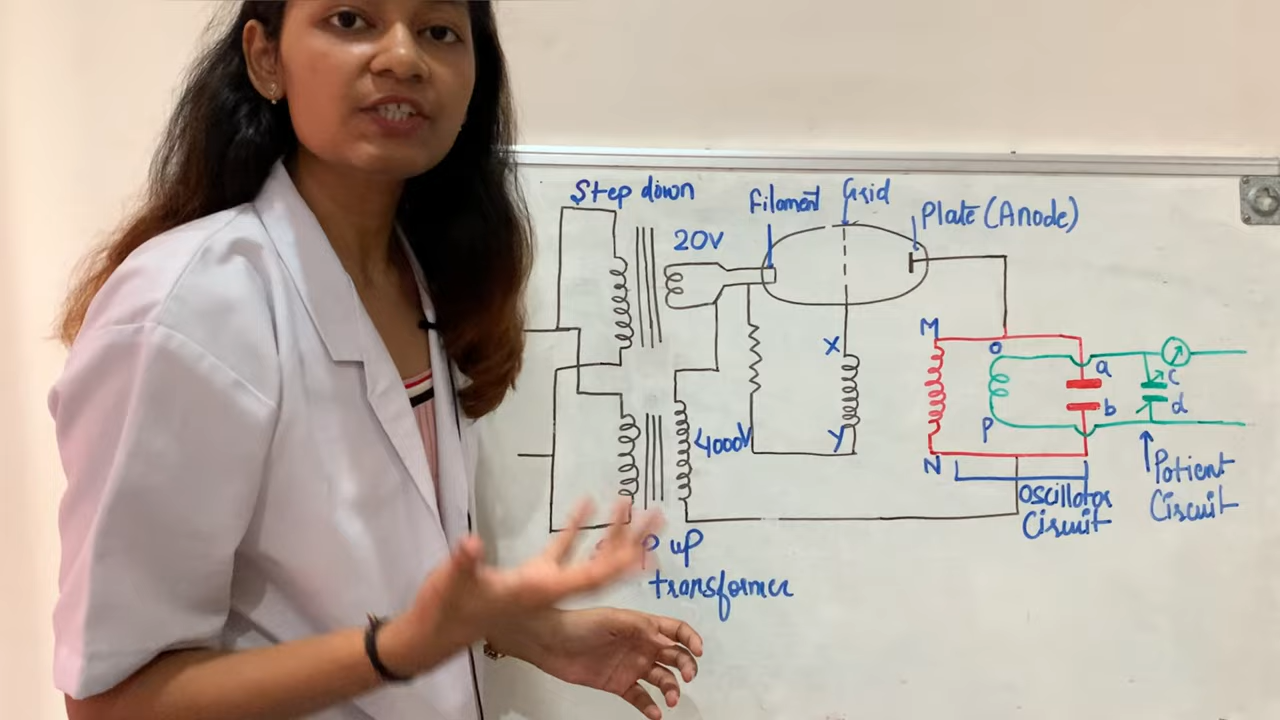 Step down
20V
Filament
Grid
Plate (Anode)
X
Y
4000V
M
N
O
P
a
b
c
d
Oscillator
Circuit
Patient
Circuit
up
transformer